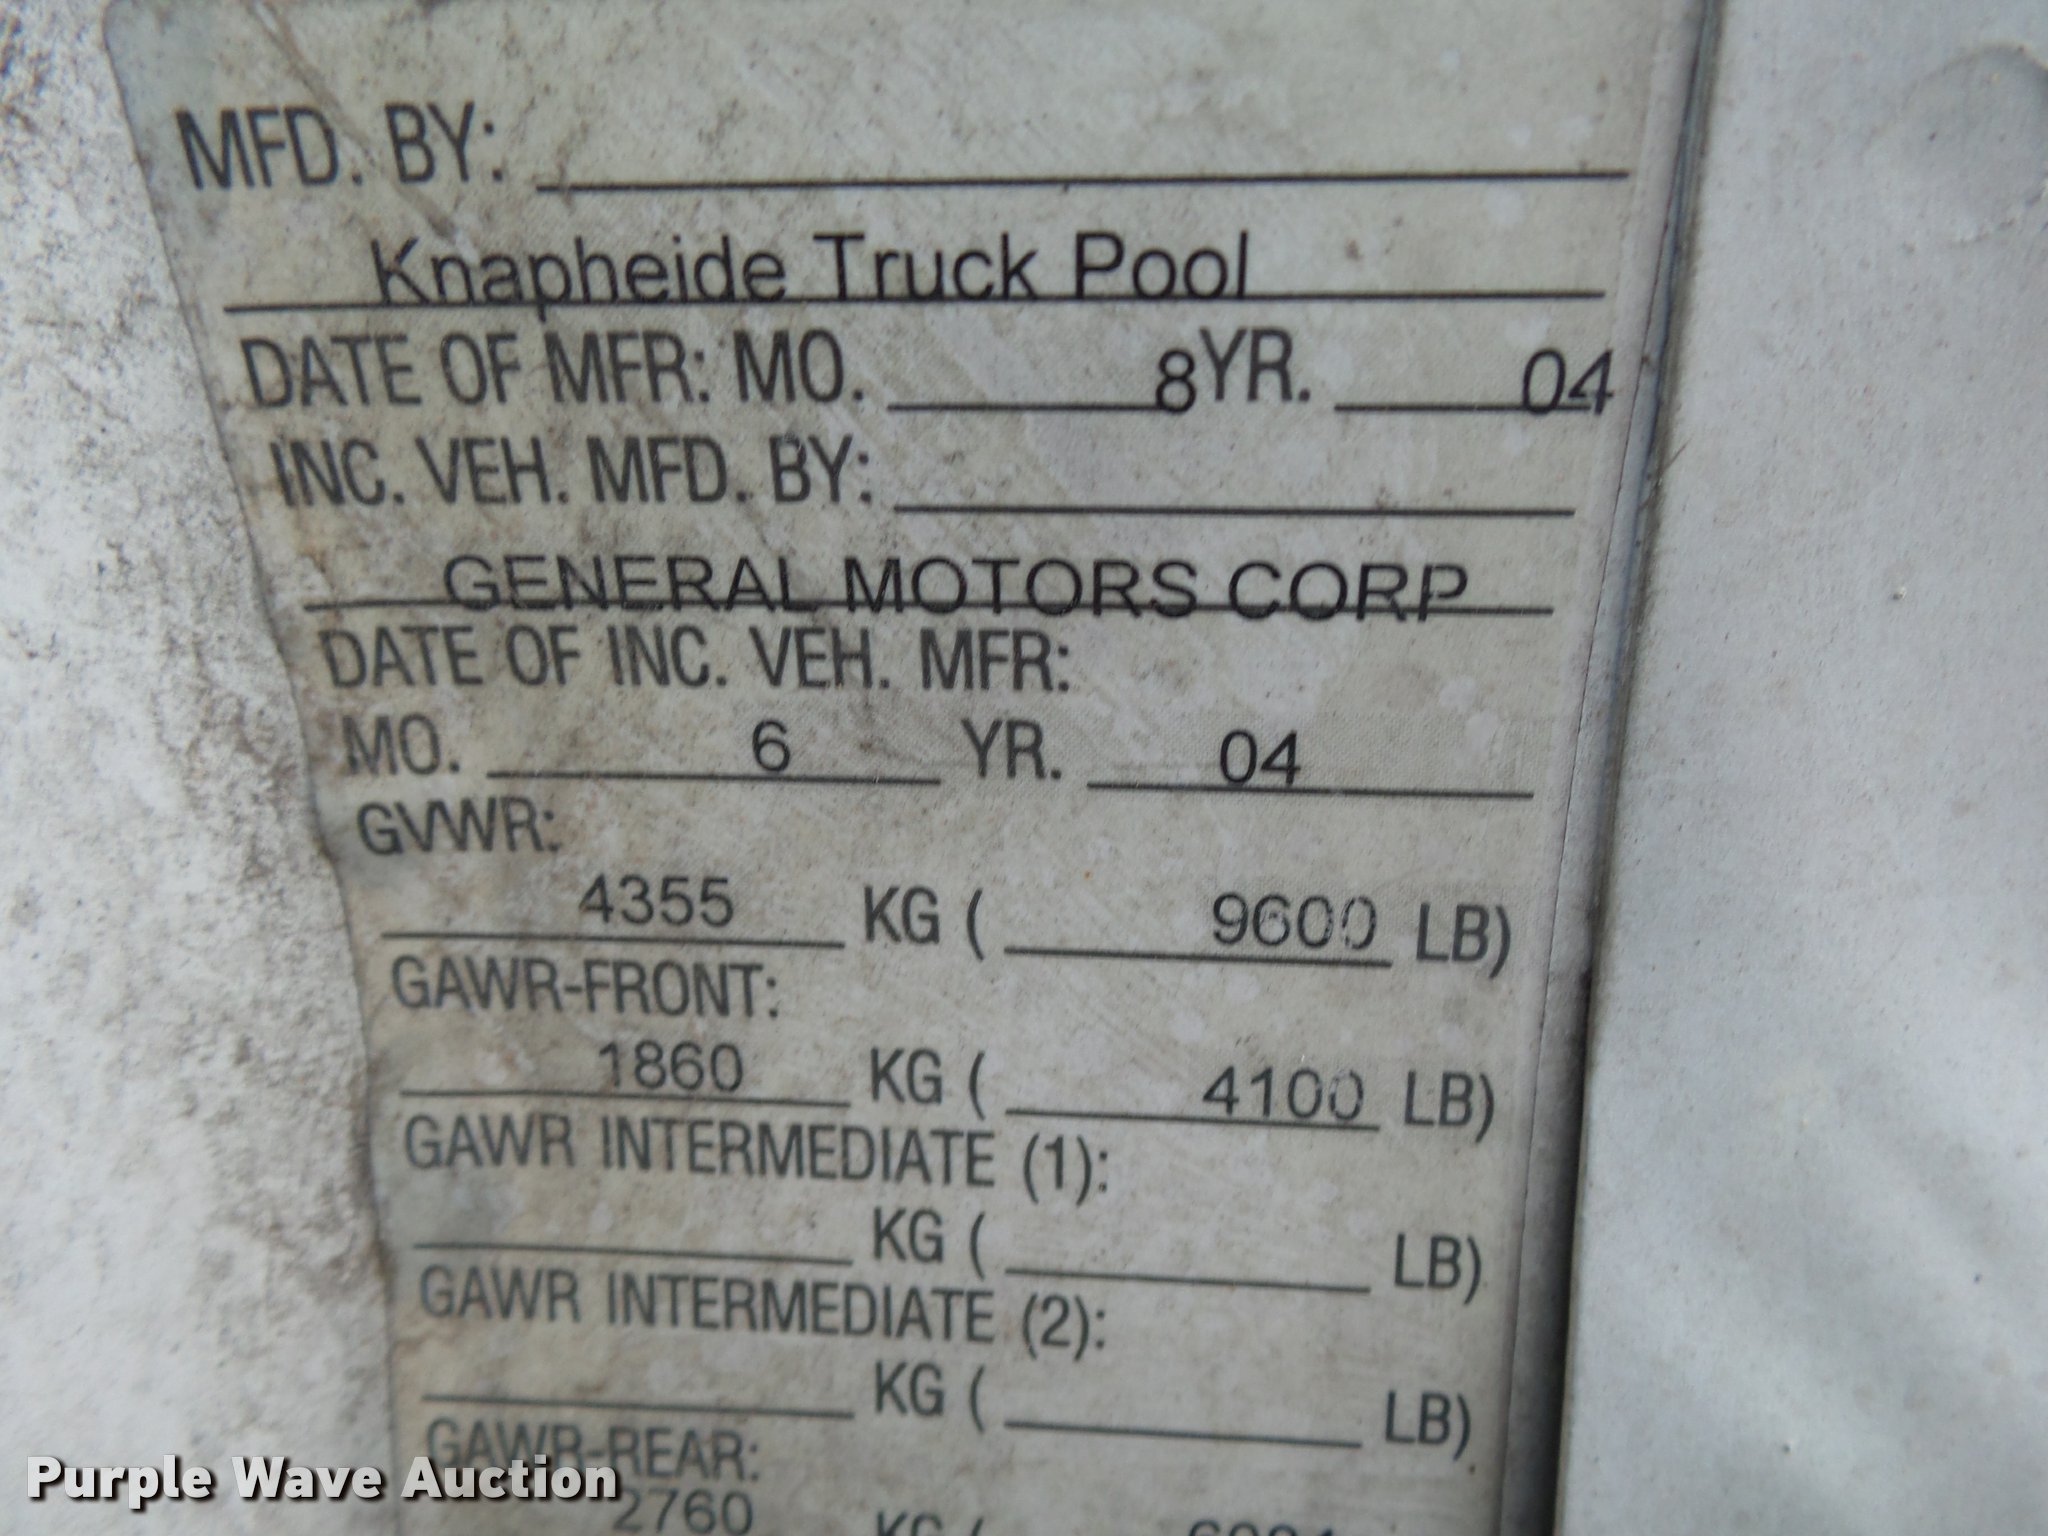 MFD. BY:
Knapheide Truck Pool
DATE OF MFR: MO. 8 YR. 04
INC. VEH. MFD. BY:
GENERAL MOTORS CORP
DATE OF INC. VEH. MFR:
MO. 6 YR. 04
GVWR:
4355 KG ( 9600 LB)
GAWR-FRONT:
1860 KG ( 4100 LB)
GAWR INTERMEDIATE (1):
KG ( LB)
GAWR INTERMEDIATE (2):
KG ( LB)
GAWR-REAR:
2760 KG (
Purple Wave Auction